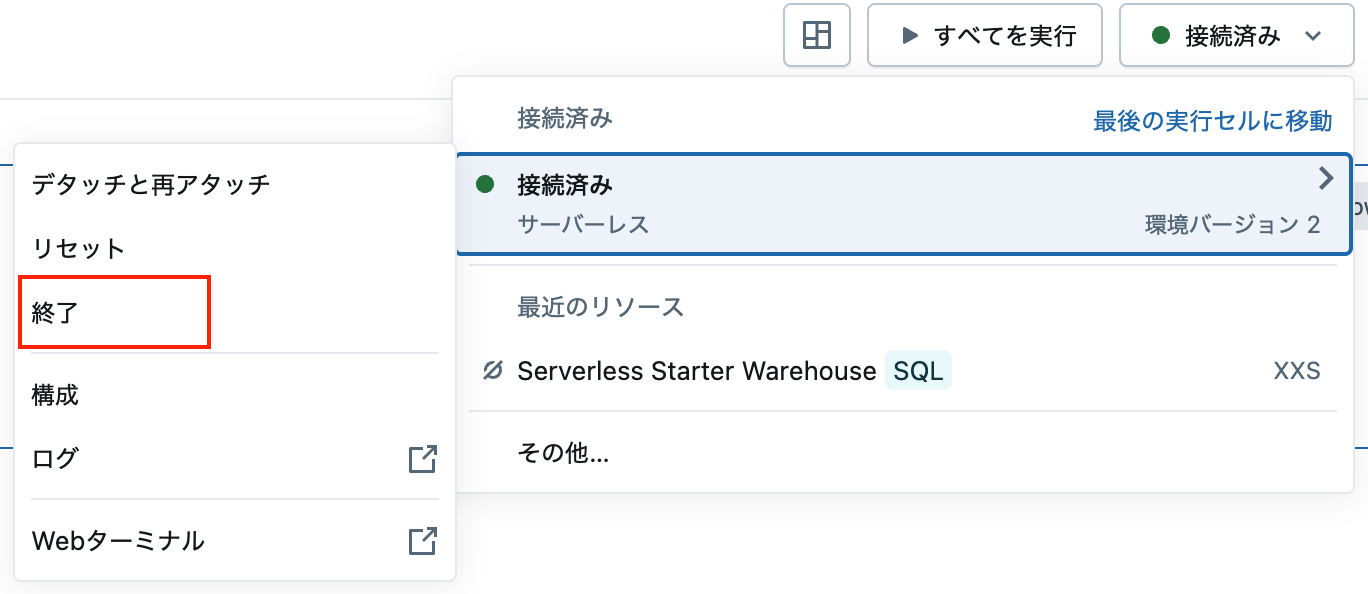 すべてを実行
接続済み
接続済み
最後の実行セルに移動
接続済み
サーバーレス
環境バージョン 2
最近のリソース
Serverless Starter Warehouse SQL
XXS
その他...
デタッチと再アタッチ
リセット
終了
構成
ログ
Webターミナル